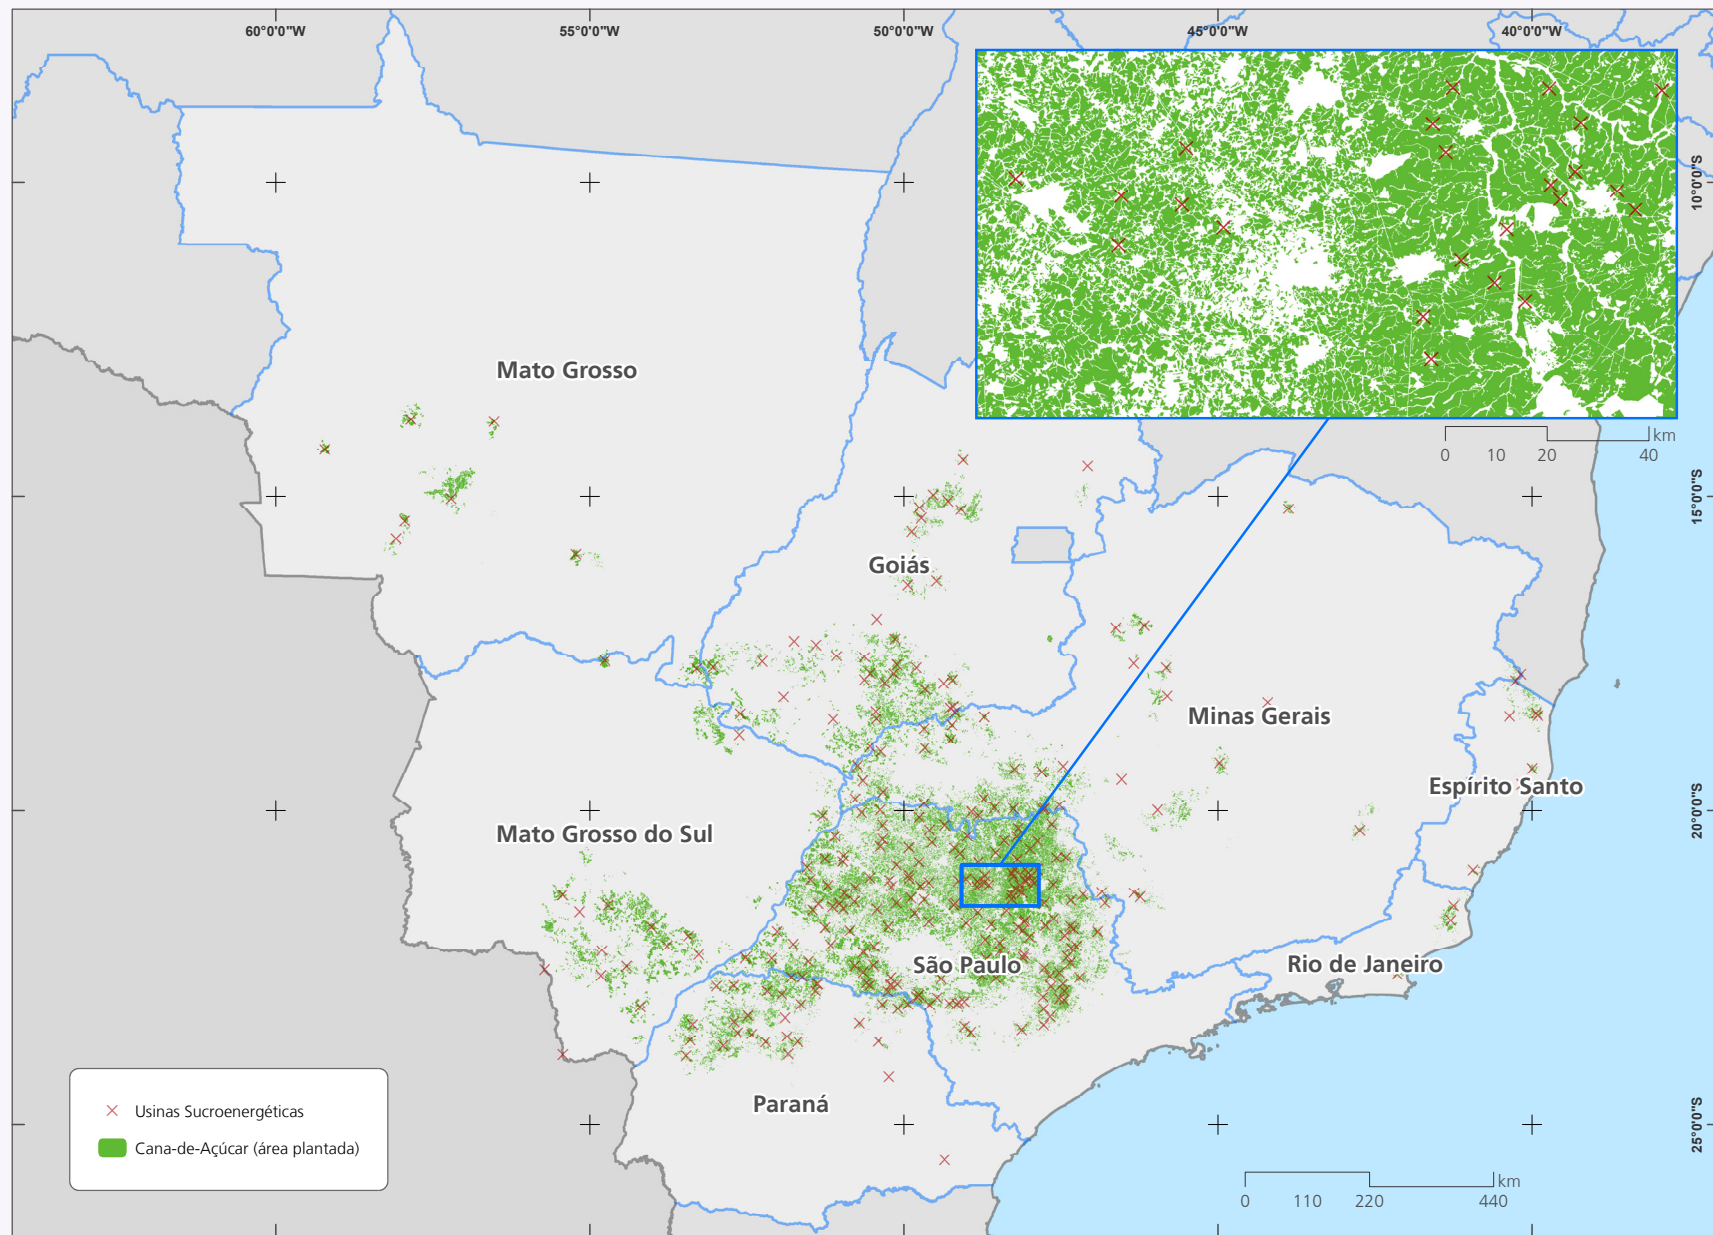 60°0'0"W 55°0'0"W 50°0'0"W 45°0'0"W 40°0'0"W
10°0'0"S
Mato Grosso
km
0 10 20 40
15°0'0"S
Goiás
Minas Gerais
Espírito Santo
20°0'0"S
Mato Grosso do Sul
São Paulo
Rio de Janeiro
Paraná
Usinas Sucroenergéticas
Cana-de-Açúcar (área plantada)
25°0'0"S
km
0 110 220 440